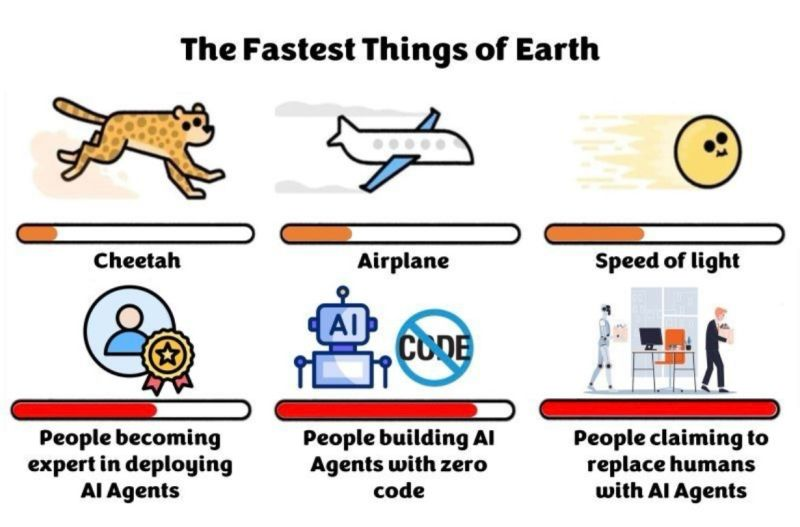 The Fastest Things of Earth
Cheetah
Airplane
Speed of light
AI
CODE
People becoming
expert in deploying
AI Agents
People building AI
Agents with zero
code
People claiming to
replace humans
with AI Agents